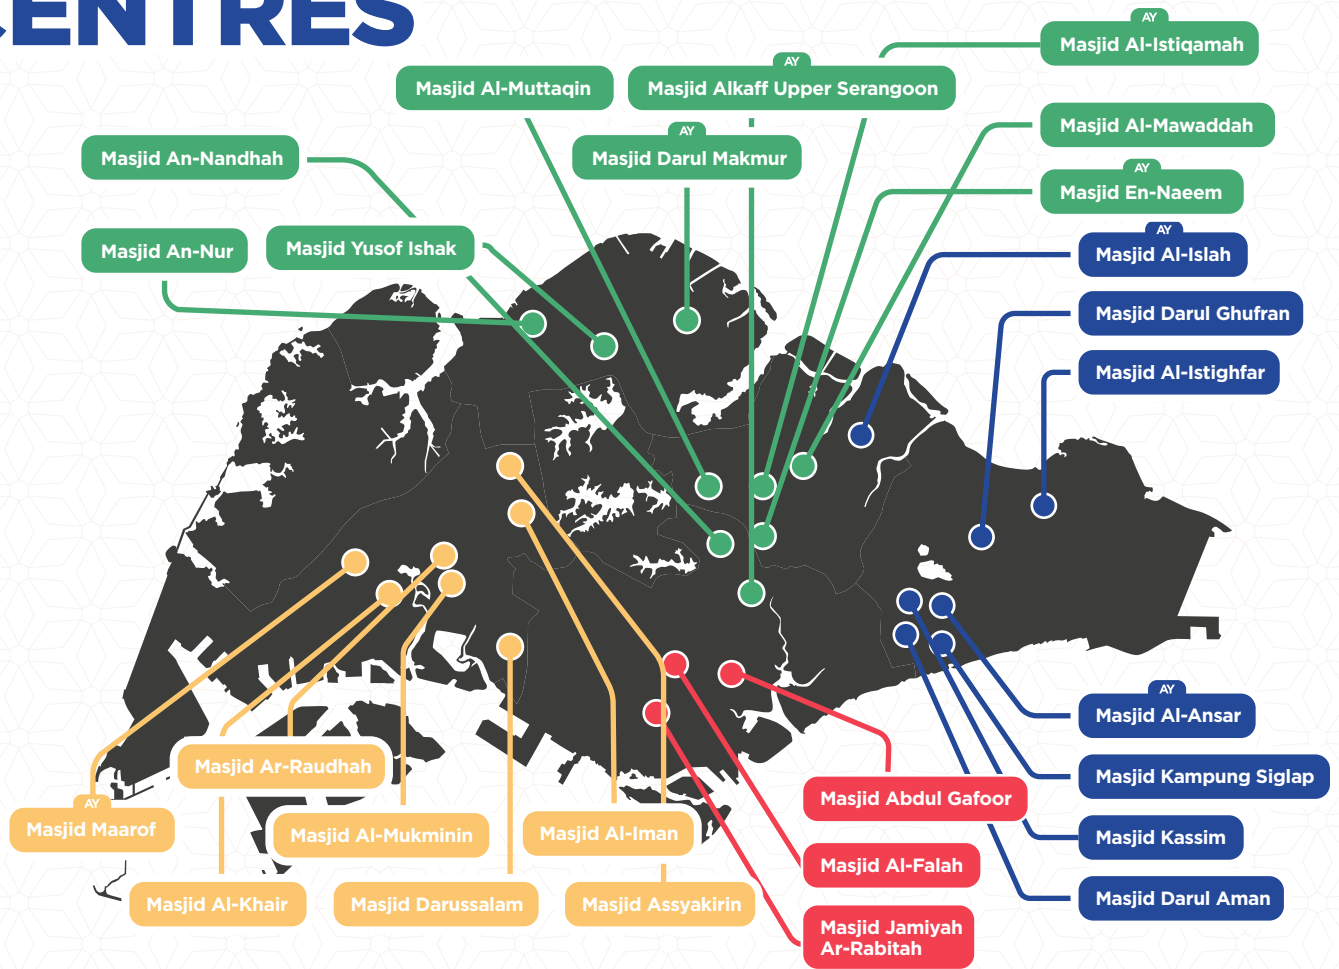 CENTRES
AY
Masjid Al-Istiqamah
Masjid Al-Muttaqin
AY
Masjid Alkaff Upper Serangoon
Masjid Al-Mawaddah
AY
Masjid Darul Makmur
Masjid An-Nandhah
AY
Masjid En-Naeem
Masjid An-Nur
Masjid Yusof Ishak
AY
Masjid Al-Islah
Masjid Darul Ghufran
Masjid Al-Istighfar
AY
Masjid Al-Ansar
Masjid Kampung Siglap
Masjid Kassim
Masjid Darul Aman
Masjid Ar-Raudhah
AY
Masjid Maarof
Masjid Al-Mukminin
Masjid Al-Iman
Masjid Abdul Gafoor
Masjid Al-Falah
Masjid Al-Khair
Masjid Darussalam
Masjid Assyakirin
Masjid Jamiyah
Ar-Rabitah